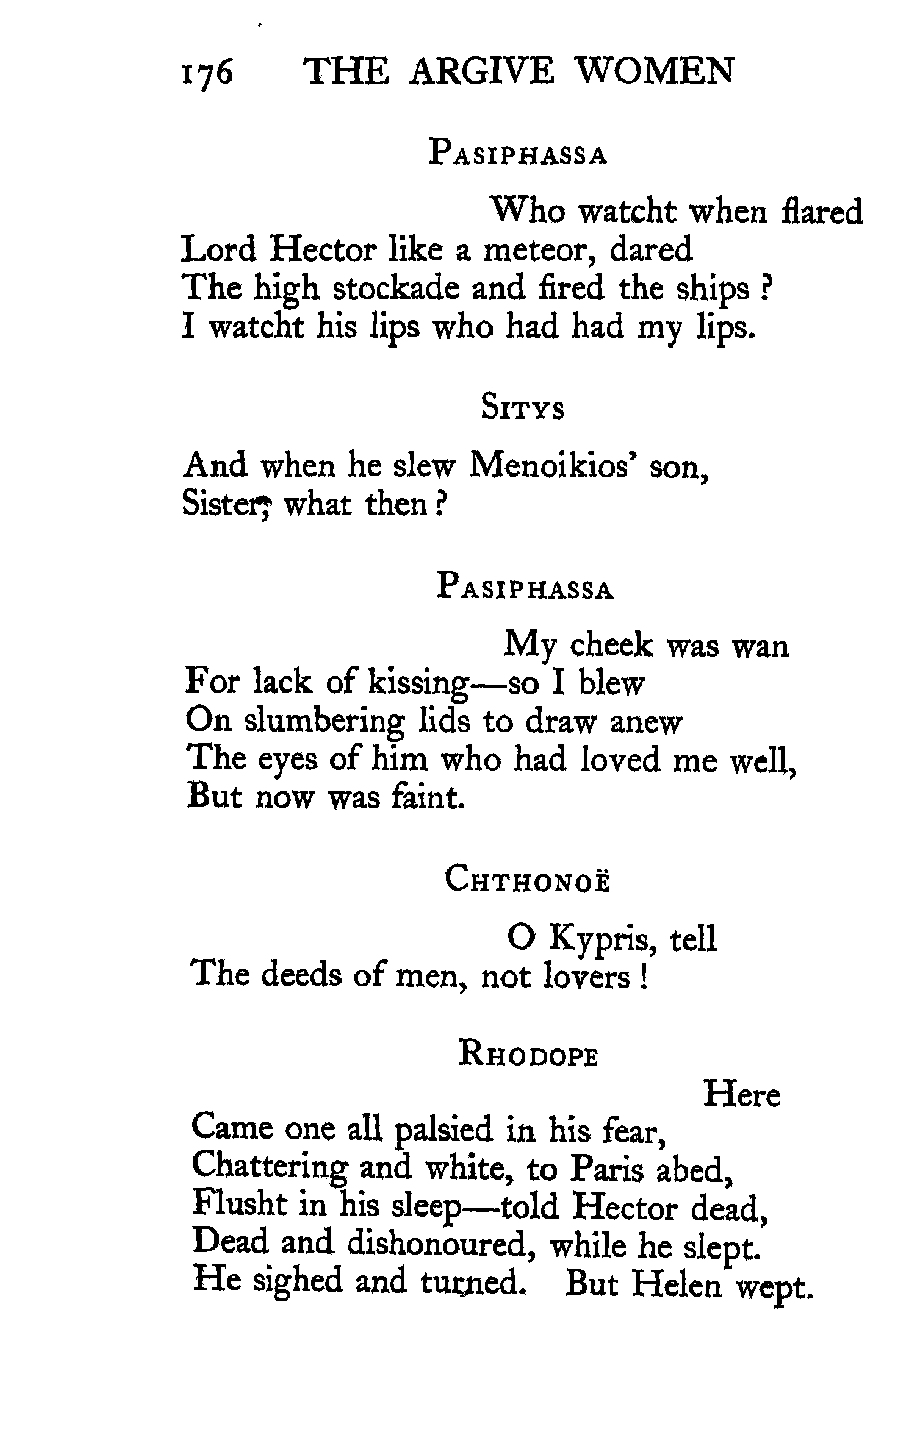 176 THE ARGIVE WOMEN
PASIPHASSA
Who watcht when flared
Lord Hector like a meteor, dared
The high stockade and fired the ships ?
I watcht his lips who had had my lips.
SITYS
And when he slew Menoikios' son,
Sister, what then ?
PASIPHASSA
My cheek was wan
For lack of kissing—so I blew
On slumbering lids to draw anew
The eyes of him who had loved me well,
But now was faint.
CHTHONOË
O Kypris, tell
The deeds of men, not lovers !
RHODOPE
Here
Came one all palsied in his fear,
Chattering and white, to Paris abed,
Flusht in his sleep—told Hector dead,
Dead and dishonoured, while he slept.
He sighed and turned. But Helen wept.